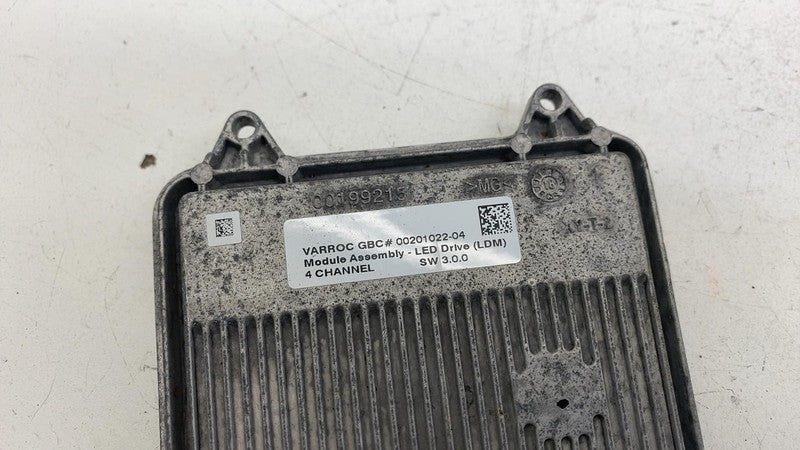 00199215
>MG<
VARROC GBC# 00201022-04
Module Assembly - LED Drive (LDM)
4 CHANNEL SW 3.0.0